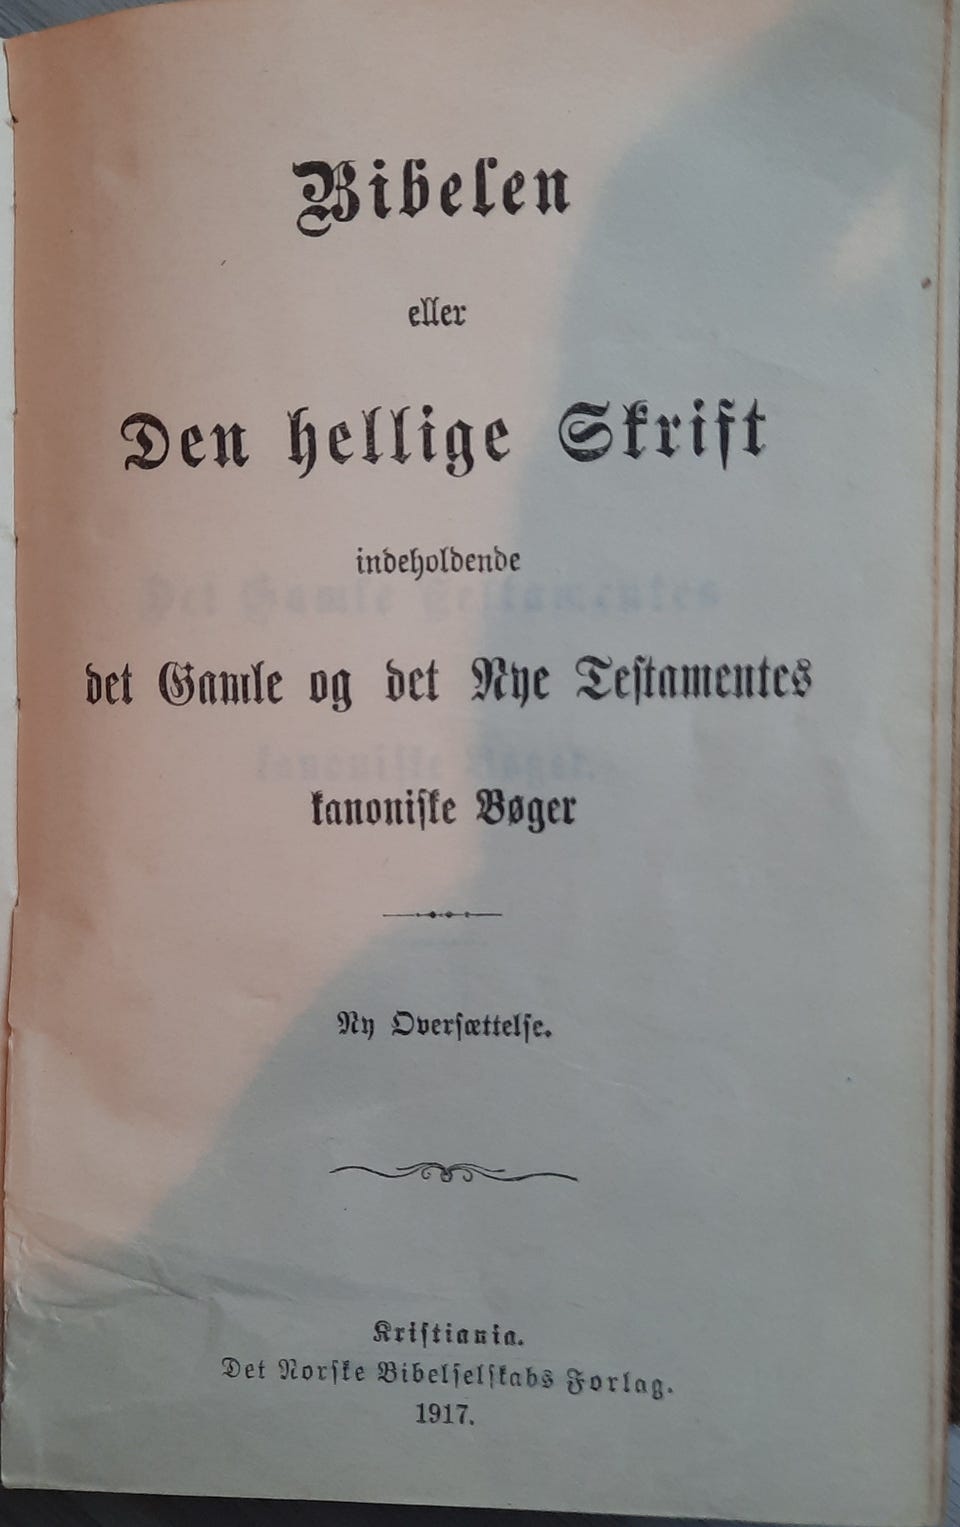 Bibelen
eller
Den hellige Skrift
indeholdende
det Gamle og det Nye Testamentes
kanoniske Bøger
Ny Oversættelse.
Kristiania.
Det Norske Bibelselskabs Forlag.
1917.